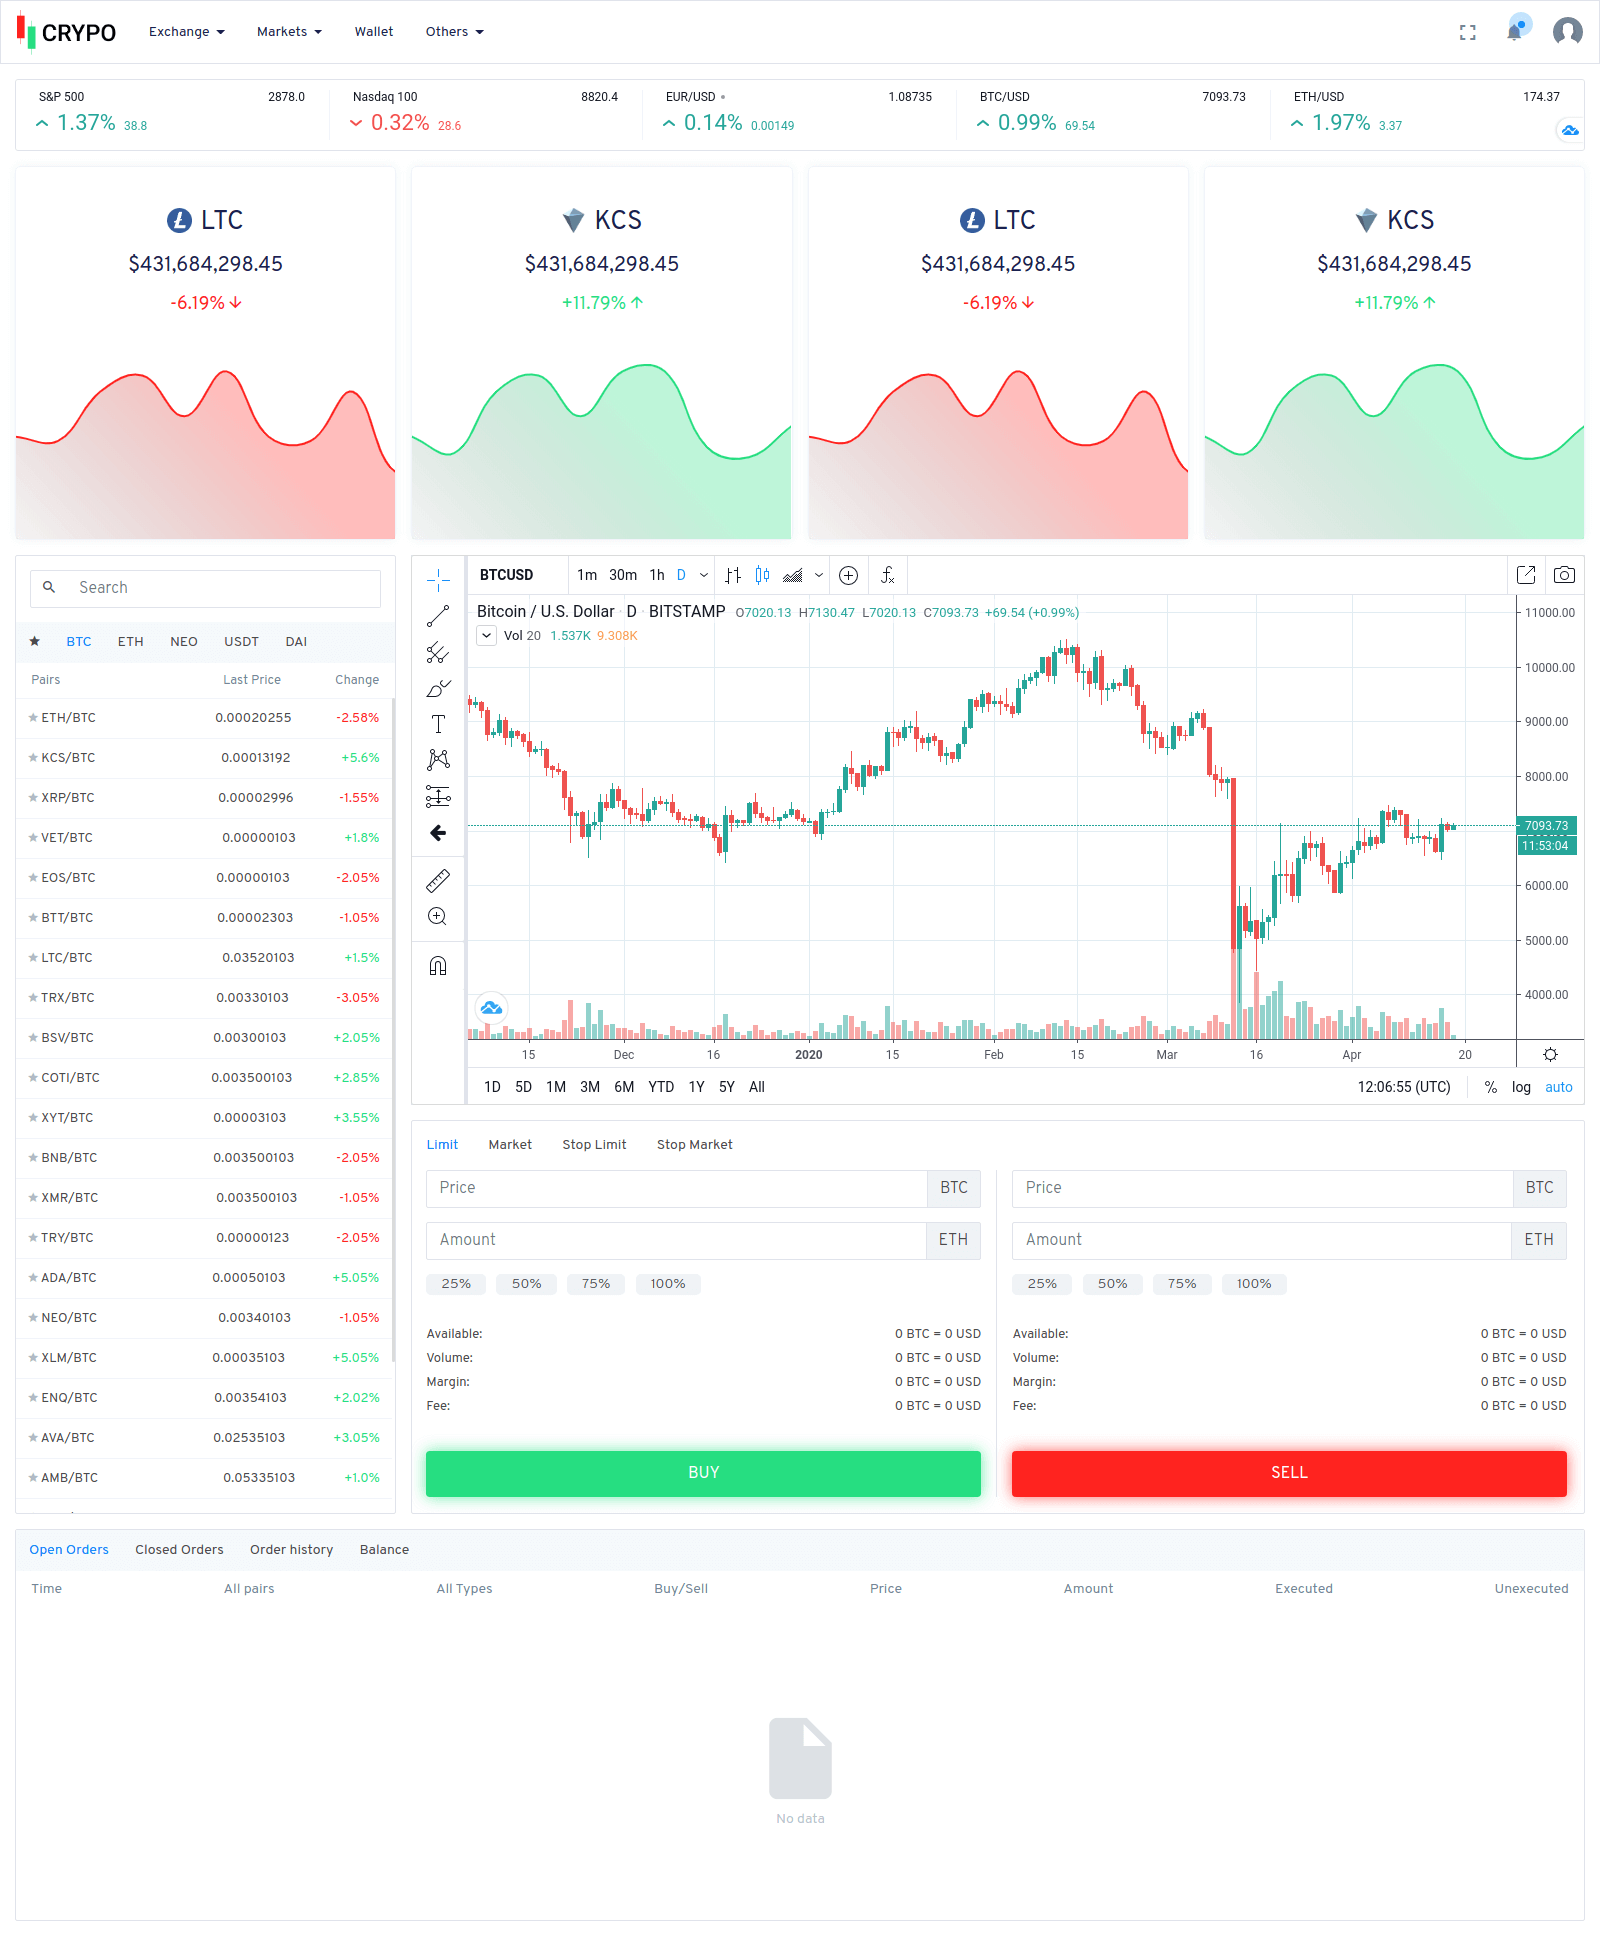 CRYPO Exchange Markets Wallet Others
S&P 500 2878.0 Nasdaq 100 8820.4 EUR/USD 1.08735 BTC/USD 7093.73 ETH/USD 174.37
1.37% 38.8 0.32% 28.6 0.14% 0.00149 0.99% 69.54 1.97% 3.37
LTC KCS LTC KCS
$431,684,298.45 $431,684,298.45 $431,684,298.45 $431,684,298.45
-6.19% +11.79% -6.19% +11.79%
Search
BTC ETH NEO USDT DAI
Pairs Last Price Change
ETH/BTC 0.00020255 -2.58%
KCS/BTC 0.00013192 +5.6%
XRP/BTC 0.00002996 -1.55%
VET/BTC 0.00000103 +1.8%
EOS/BTC 0.00000103 -2.05%
BTT/BTC 0.00002303 -1.05%
LTC/BTC 0.03520103 +1.5%
TRX/BTC 0.00330103 -3.05%
BSV/BTC 0.00300103 +2.05%
COTI/BTC 0.003500103 +2.85%
XYT/BTC 0.00003103 +3.55%
BNB/BTC 0.003500103 -2.05%
XMR/BTC 0.003500103 -1.05%
TRY/BTC 0.00000123 -2.05%
ADA/BTC 0.00050103 +5.05%
NEO/BTC 0.00340103 -1.05%
XLM/BTC 0.00035103 +5.05%
ENQ/BTC 0.00354103 +2.02%
AVA/BTC 0.02535103 +3.05%
AMB/BTC 0.05335103 +1.0%
BTCUSD 1m 30m 1h D
Bitcoin / U.S. Dollar D BITSTAMP O7020.13 H7130.47 L7020.13 C7093.73 +69.54 (+0.99%)
Vol 20 1.537K 9.308K
11000.00
10000.00
9000.00
8000.00
7093.73
11:53:04
6000.00
5000.00
4000.00
15 Dec 16 2020 15 Feb 15 Mar 16 Apr 20
1D 5D 1M 3M 6M YTD 1Y 5Y All 12:06:55 (UTC) % log auto
Limit Market Stop Limit Stop Market
Price BTC Price BTC
Amount ETH Amount ETH
25% 50% 75% 100% 25% 50% 75% 100%
Available: 0 BTC = 0 USD Available: 0 BTC = 0 USD
Volume: 0 BTC = 0 USD Volume: 0 BTC = 0 USD
Margin: 0 BTC = 0 USD Margin: 0 BTC = 0 USD
Fee: 0 BTC = 0 USD Fee: 0 BTC = 0 USD
BUY SELL
Open Orders Closed Orders Order history Balance
Time All pairs All Types Buy/Sell Price Amount Executed Unexecuted
No data